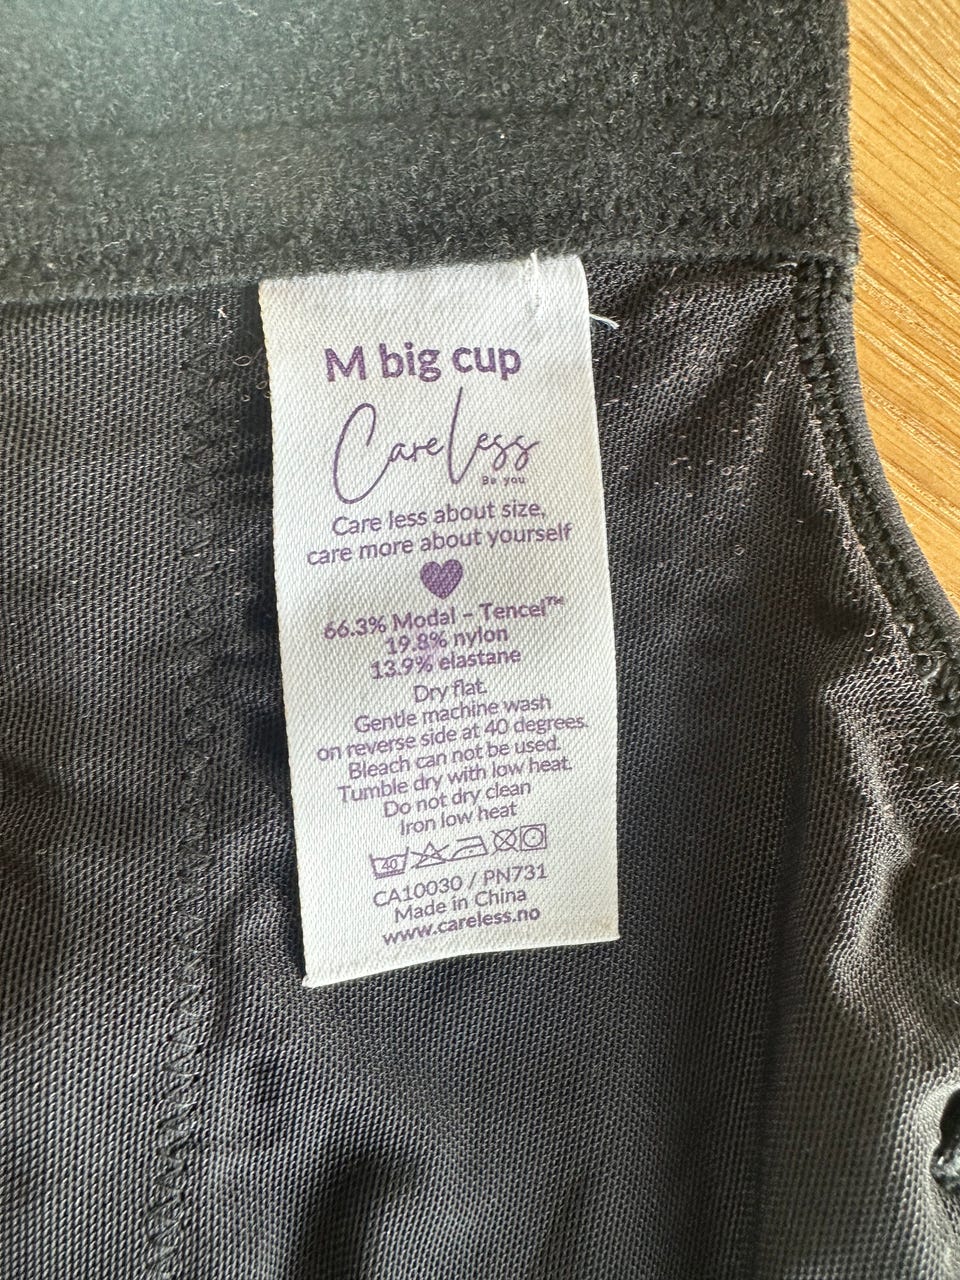 M big cup
CareLess
Be you
Care less about size,
care more about yourself
66.3% Modal – Tencel™
19.8% nylon
13.9% elastane
Dry flat.
Gentle machine wash
on reverse side at 40 degrees.
Bleach can not be used.
Tumble dry with low heat.
Do not dry clean
Iron low heat
40
CA10030 / PN731
Made in China
www.careless.no